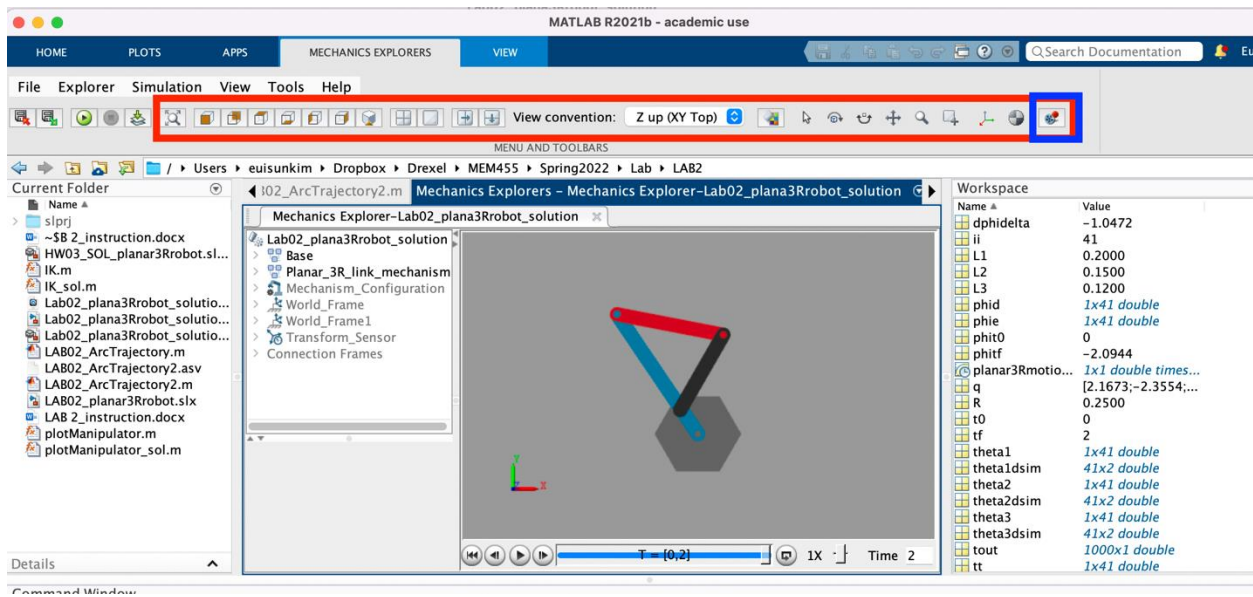 MATLAB R2021b - academic use
HOME PLOTS APPS MECHANICS EXPLORERS VIEW Search Documentation Eu
File Explorer Simulation View Tools Help
View convention: Z up (XY Top)
MENU AND TOOLBARS
/ ▸ Users ▸ euisunkim ▸ Dropbox ▸ Drexel ▸ MEM455 ▸ Spring2022 ▸ Lab ▸ LAB2
Current Folder
Name
slprj
~$B 2_instruction.docx
HW03_SOL_planar3Rrobot.sl...
IK.m
IK_sol.m
Lab02_plana3Rrobot_solutio...
Lab02_plana3Rrobot_solutio...
Lab02_plana3Rrobot_solutio...
LAB02_ArcTrajectory.m
LAB02_ArcTrajectory2.asv
LAB02_ArcTrajectory2.m
LAB02_planar3Rrobot.slx
LAB 2_instruction.docx
plotManipulator.m
plotManipulator_sol.m
Details
02_ArcTrajectory2.m Mechanics Explorers - Mechanics Explorer-Lab02_plana3Rrobot_solution
Mechanics Explorer-Lab02_plana3Rrobot_solution
Lab02_plana3Rrobot_solution
Base
Planar_3R_link_mechanism
Mechanism_Configuration
World_Frame
World_Frame1
Transform_Sensor
Connection Frames
Y
X
T = [0,2] 1X Time 2
Workspace
Name Value
dphidelta -1.0472
ii 41
L1 0.2000
L2 0.1500
L3 0.1200
phid 1x41 double
phie 1x41 double
phit0 0
phitf -2.0944
planar3Rmotio... 1x1 double times...
q [2.1673;-2.3554;...
R 0.2500
t0 0
tf 2
theta1 1x41 double
theta1dsim 41x2 double
theta2 1x41 double
theta2dsim 41x2 double
theta3 1x41 double
theta3dsim 41x2 double
tout 1000x1 double
tt 1x41 double
Command Window